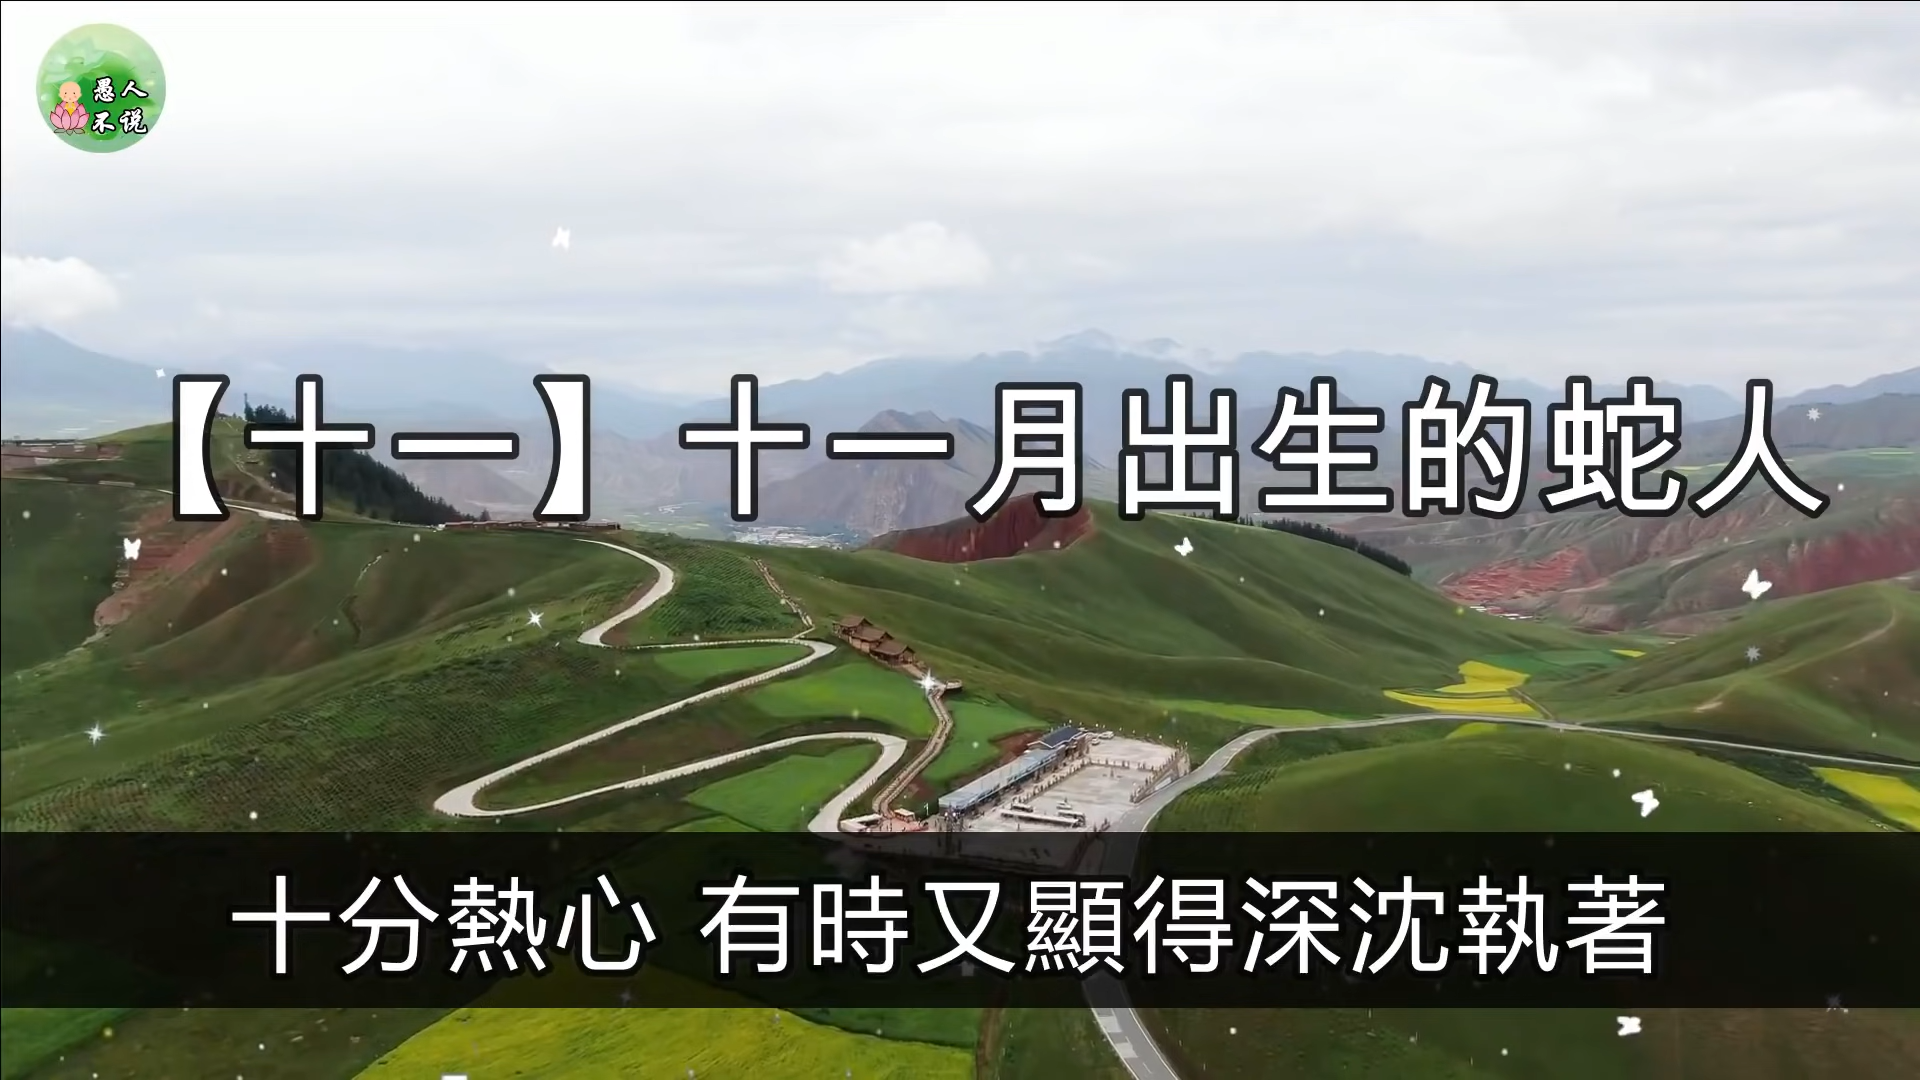 愚人
不说
【十一】十一月出生的蛇人
十分熱心 有時又顯得深沈執著